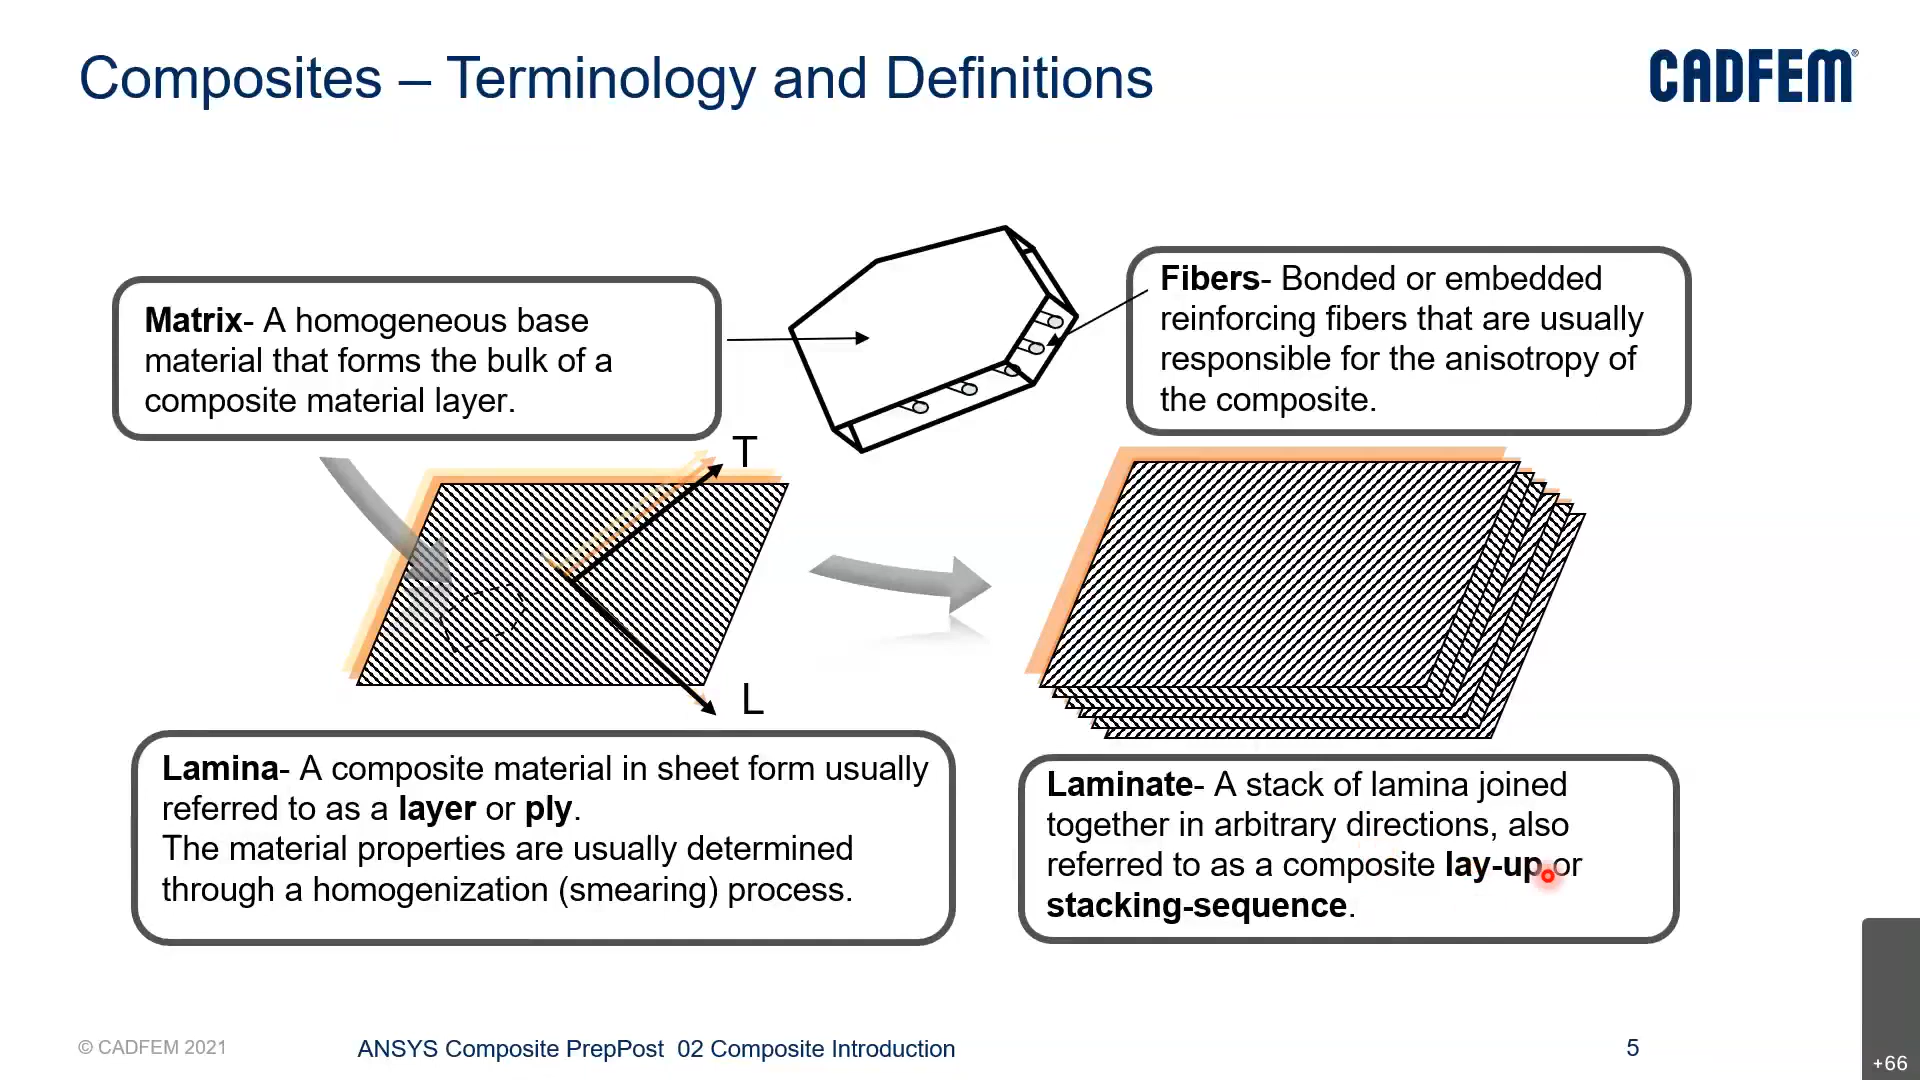 Composites – Terminology and Definitions
CADFEM®
Matrix- A homogeneous base
material that forms the bulk of a
composite material layer.
Fibers- Bonded or embedded
reinforcing fibers that are usually
responsible for the anisotropy of
the composite.
T
L
Lamina- A composite material in sheet form usually
referred to as a layer or ply.
The material properties are usually determined
through a homogenization (smearing) process.
Laminate- A stack of lamina joined
together in arbitrary directions, also
referred to as a composite lay-up or
stacking-sequence.
© CADFEM 2021
ANSYS Composite PrepPost 02 Composite Introduction
5
+66